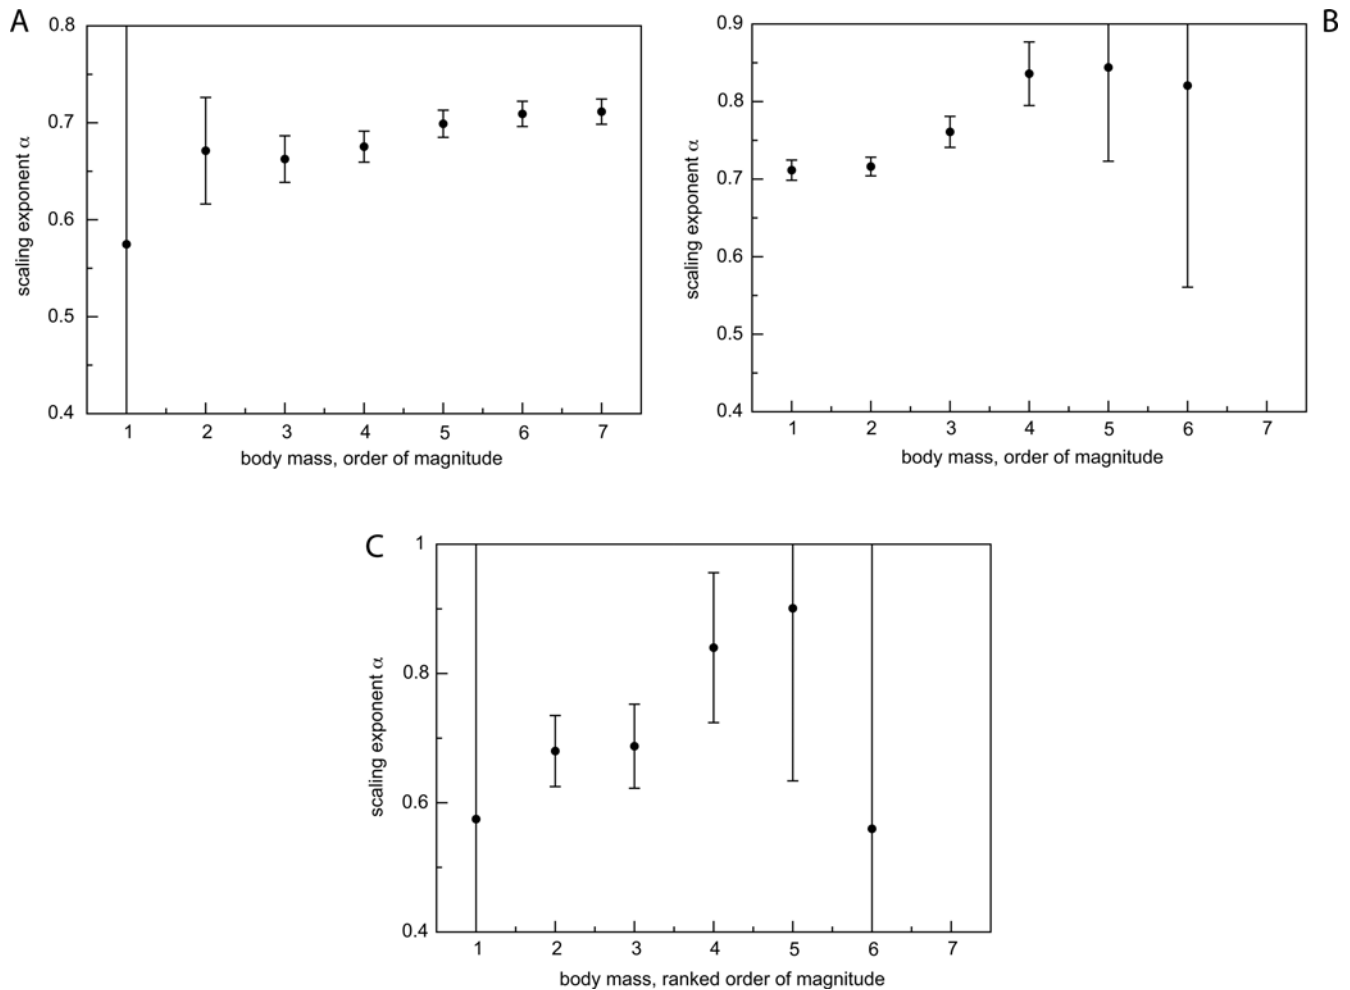 A
0.8
0.7
0.6
0.5
0.4
scaling exponent α
1 2 3 4 5 6 7
body mass, order of magnitude
B
0.9
0.8
0.7
0.6
0.5
0.4
scaling exponent α
1 2 3 4 5 6 7
body mass, order of magnitude
C
1
0.8
0.6
0.4
scaling exponent α
1 2 3 4 5 6 7
body mass, ranked order of magnitude